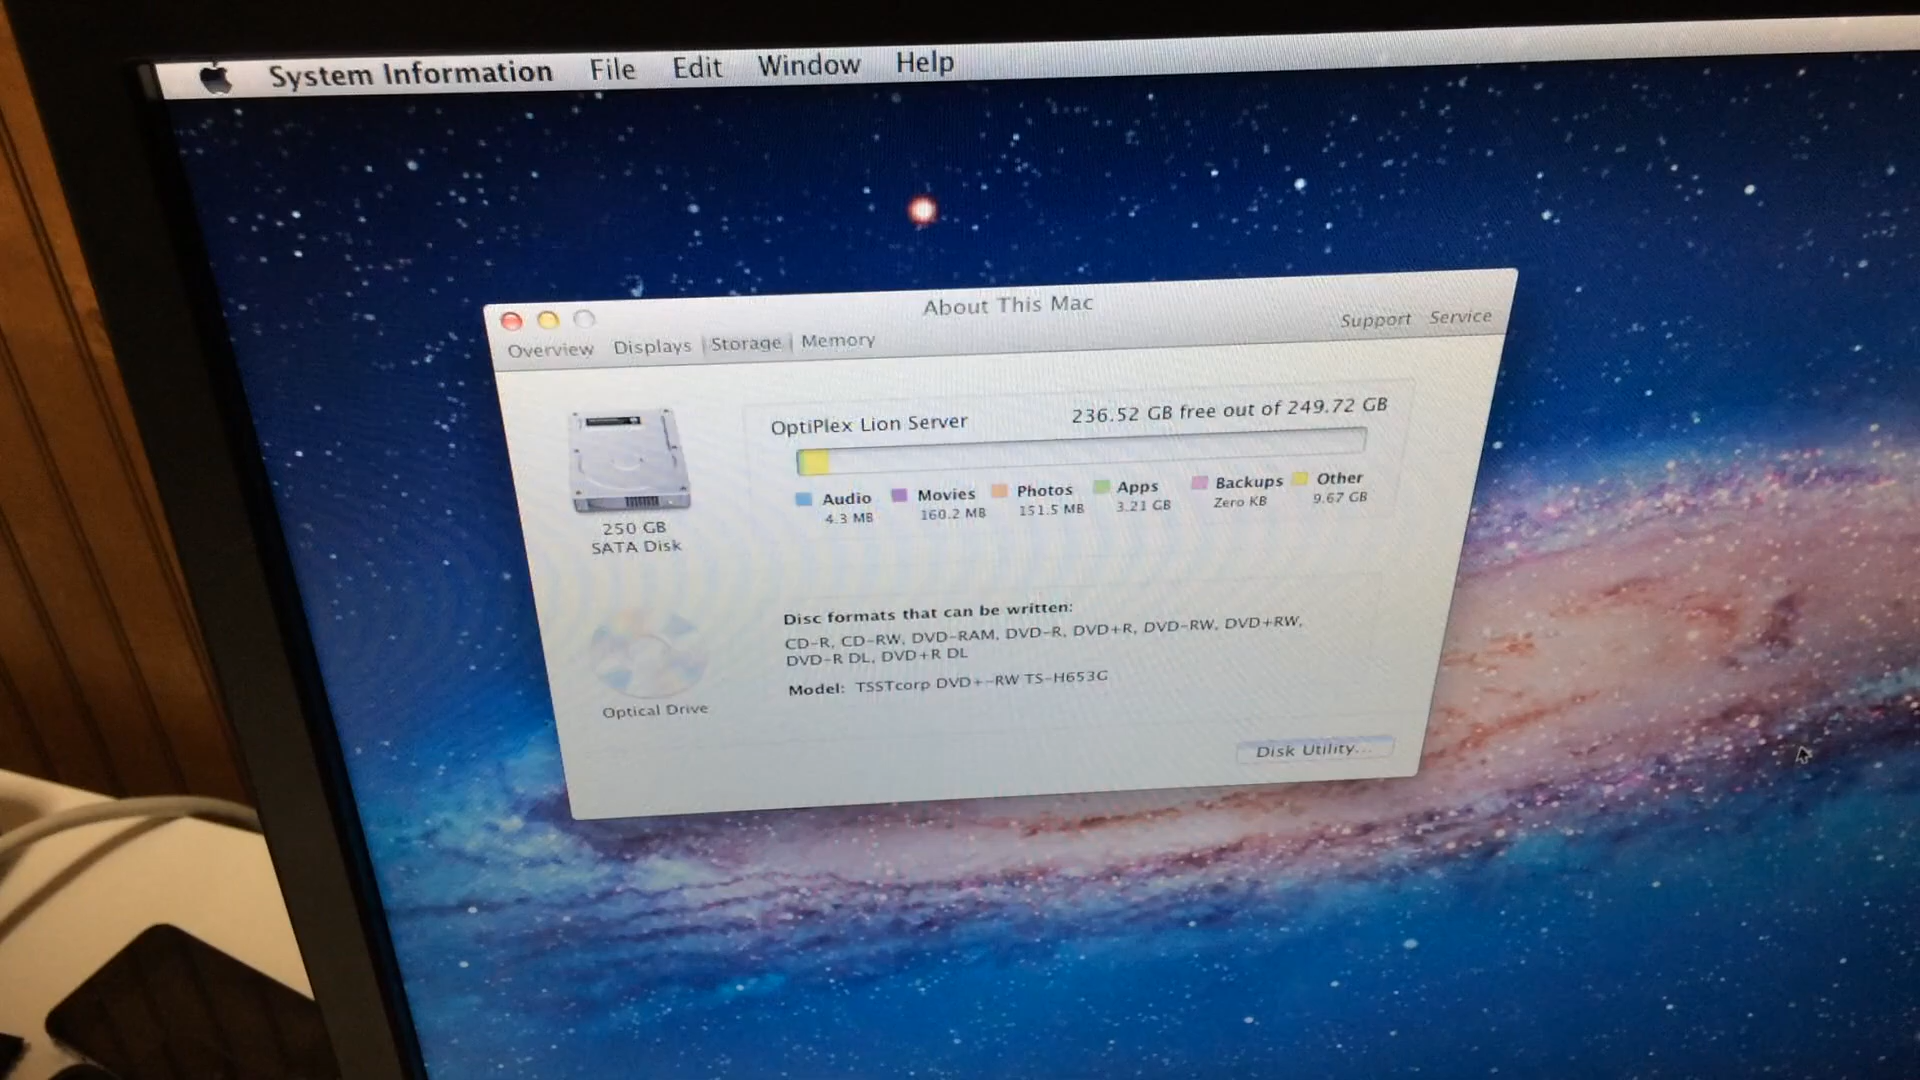 System Information File Edit Window Help
About This Mac
Overview Displays Storage Memory Support Service
OptiPlex Lion Server 236.52 GB free out of 249.72 GB
Audio Movies Photos Apps Backups Other
4.3 MB 160.2 MB 151.5 MB 3.21 GB Zero KB 9.67 GB
250 GB
SATA Disk
Disc formats that can be written:
CD-R, CD-RW, DVD-RAM, DVD-R, DVD+R, DVD-RW, DVD+RW,
DVD-R DL, DVD+R DL
Model: TSSTcorp DVD+-RW TS-H653G
Optical Drive
Disk Utility...